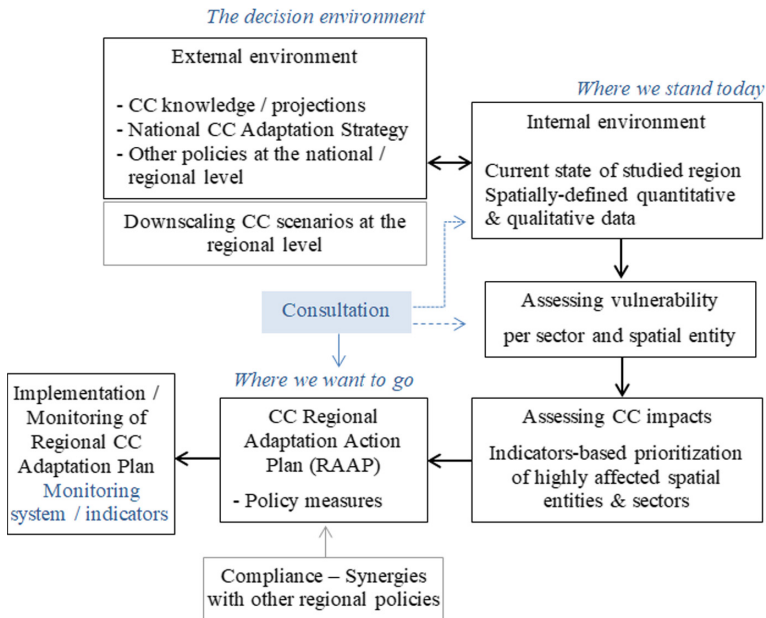 The decision environment
External environment
- CC knowledge / projections
- National CC Adaptation Strategy
- Other policies at the national /
regional level
Downscaling CC scenarios at the
regional level
Where we stand today
Internal environment
Current state of studied region
Spatially-defined quantitative
& qualitative data
Consultation
Assessing vulnerability
per sector and spatial entity
Where we want to go
Implementation /
Monitoring of
Regional CC
Adaptation Plan
Monitoring
system / indicators
CC Regional
Adaptation Action
Plan (RAAP)
- Policy measures
Assessing CC impacts
Indicators-based prioritization
of highly affected spatial
entities & sectors
Compliance – Synergies
with other regional policies